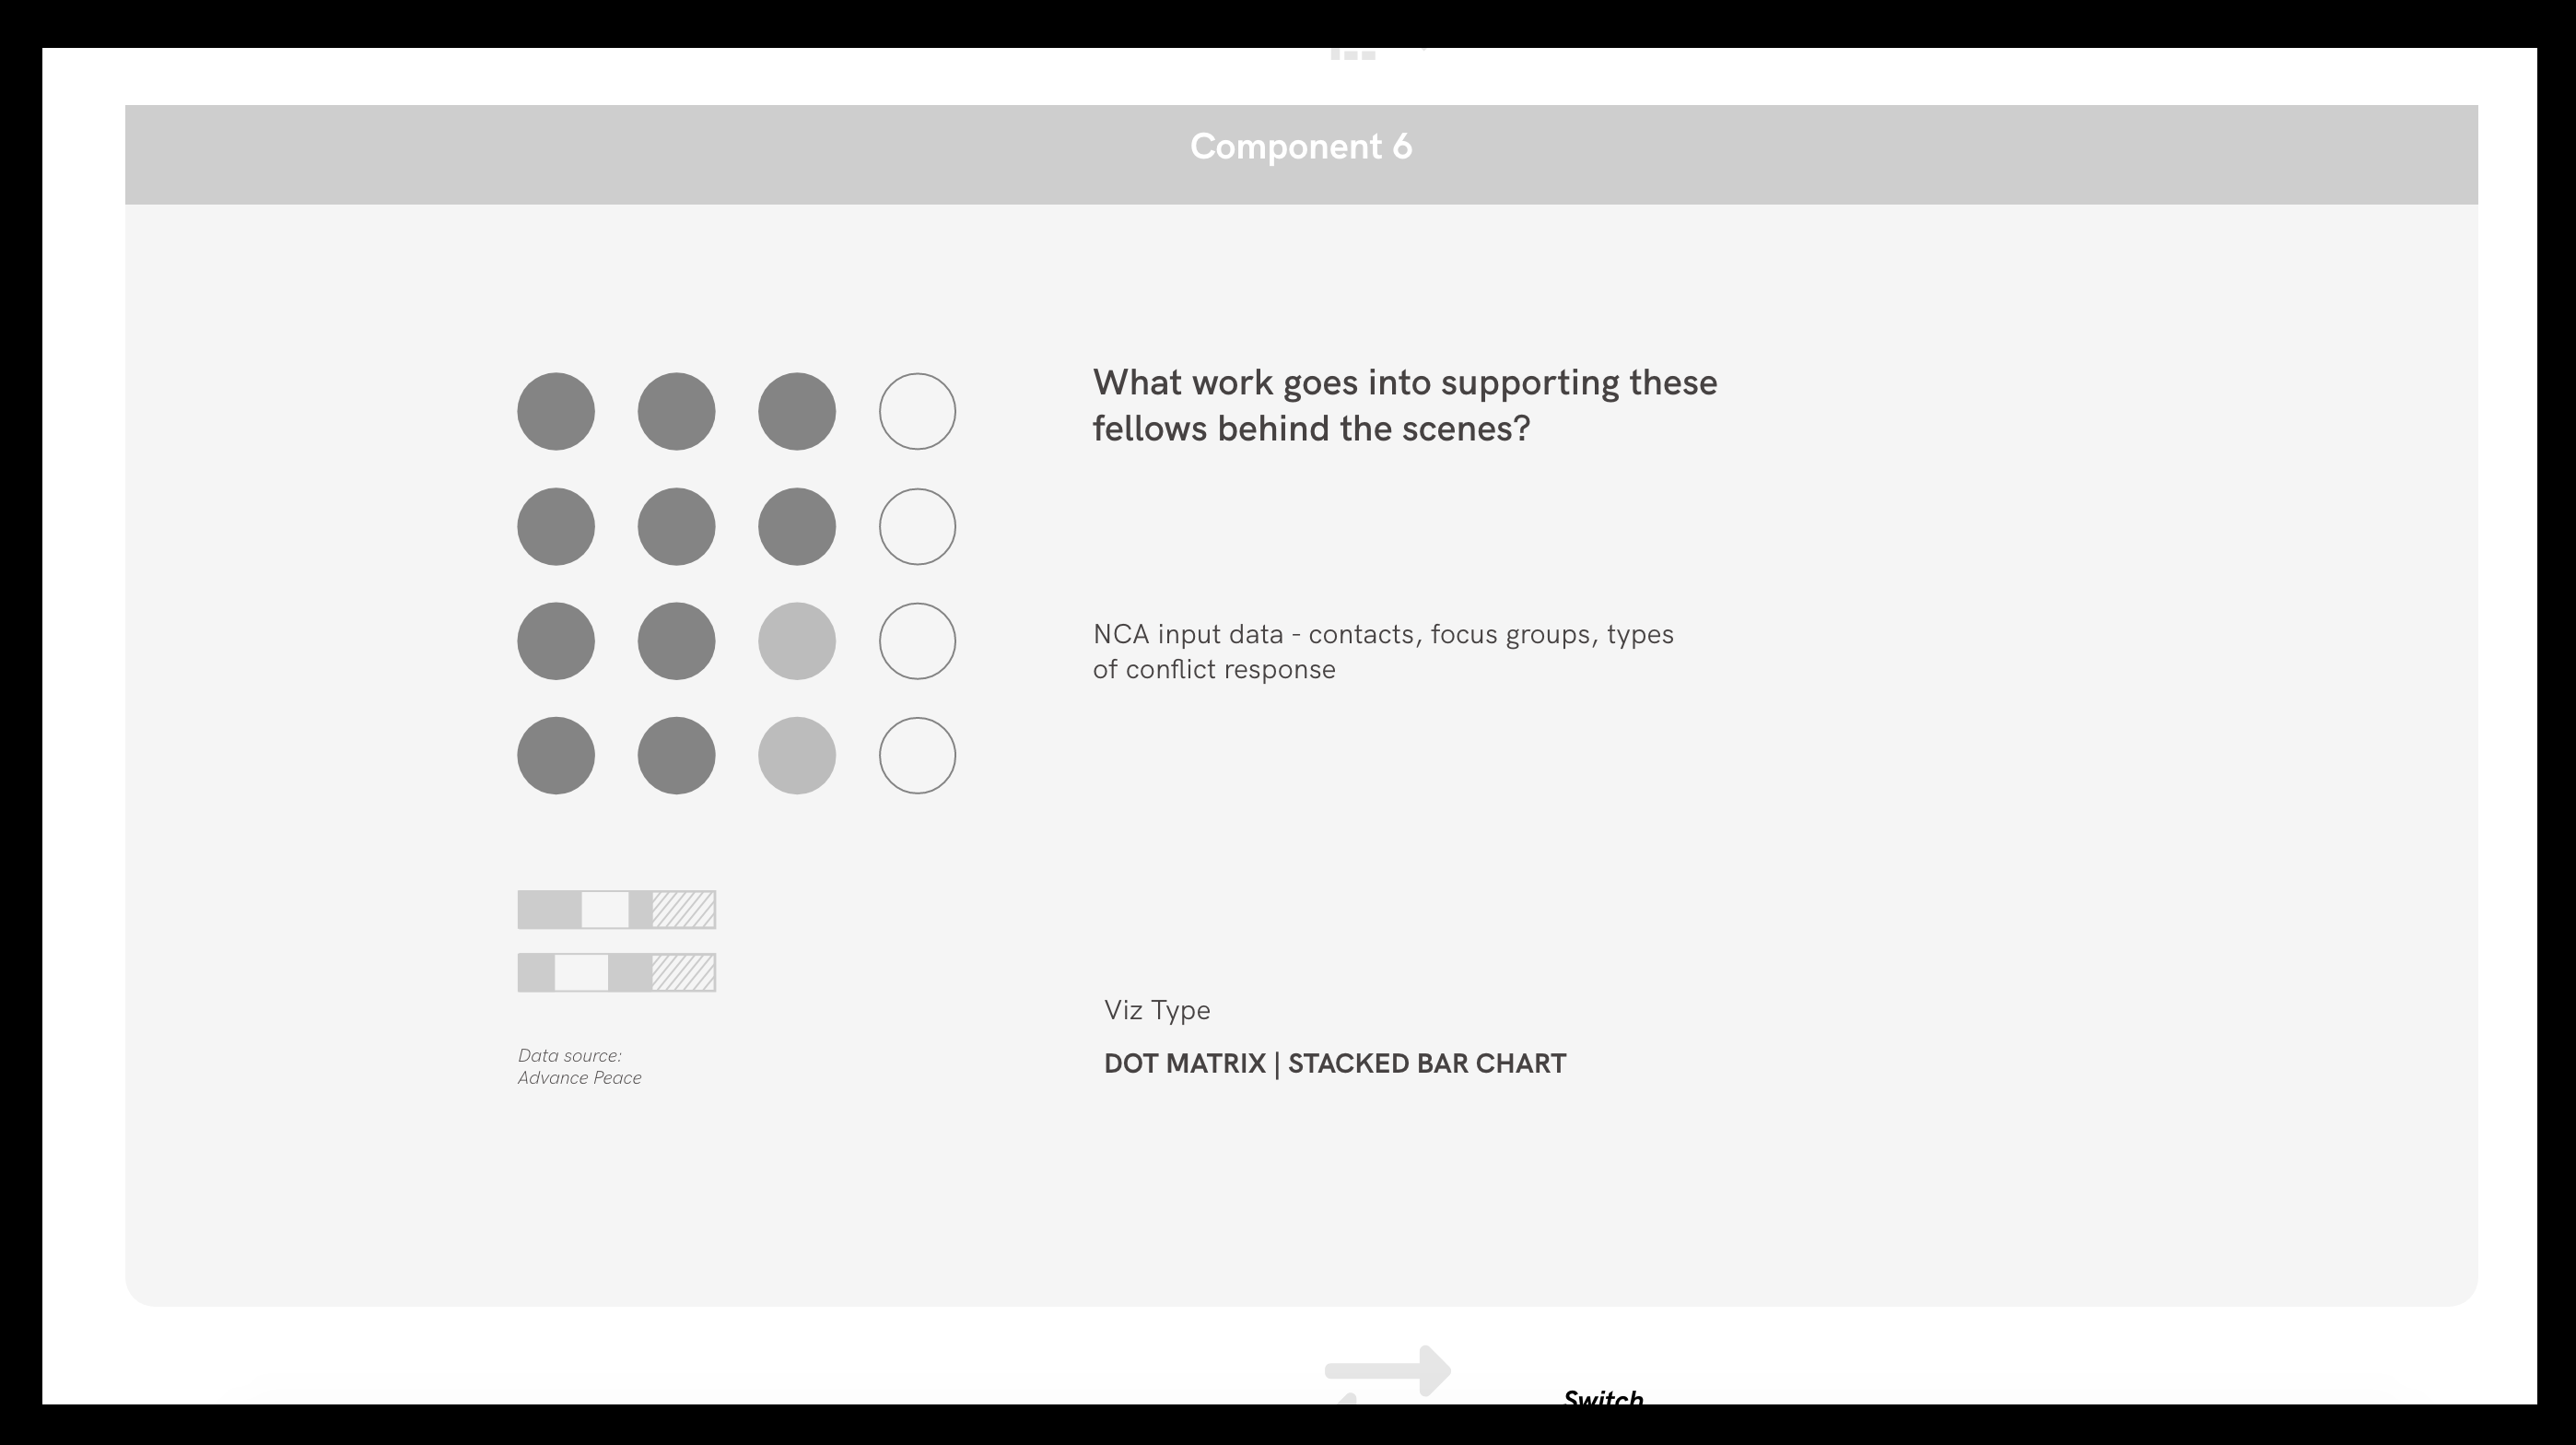 Component 6
What work goes into supporting these
fellows behind the scenes?
NCA input data - contacts, focus groups, types
of conflict response
Viz Type
DOT MATRIX | STACKED BAR CHART
Data source:
Advance Peace
Switch